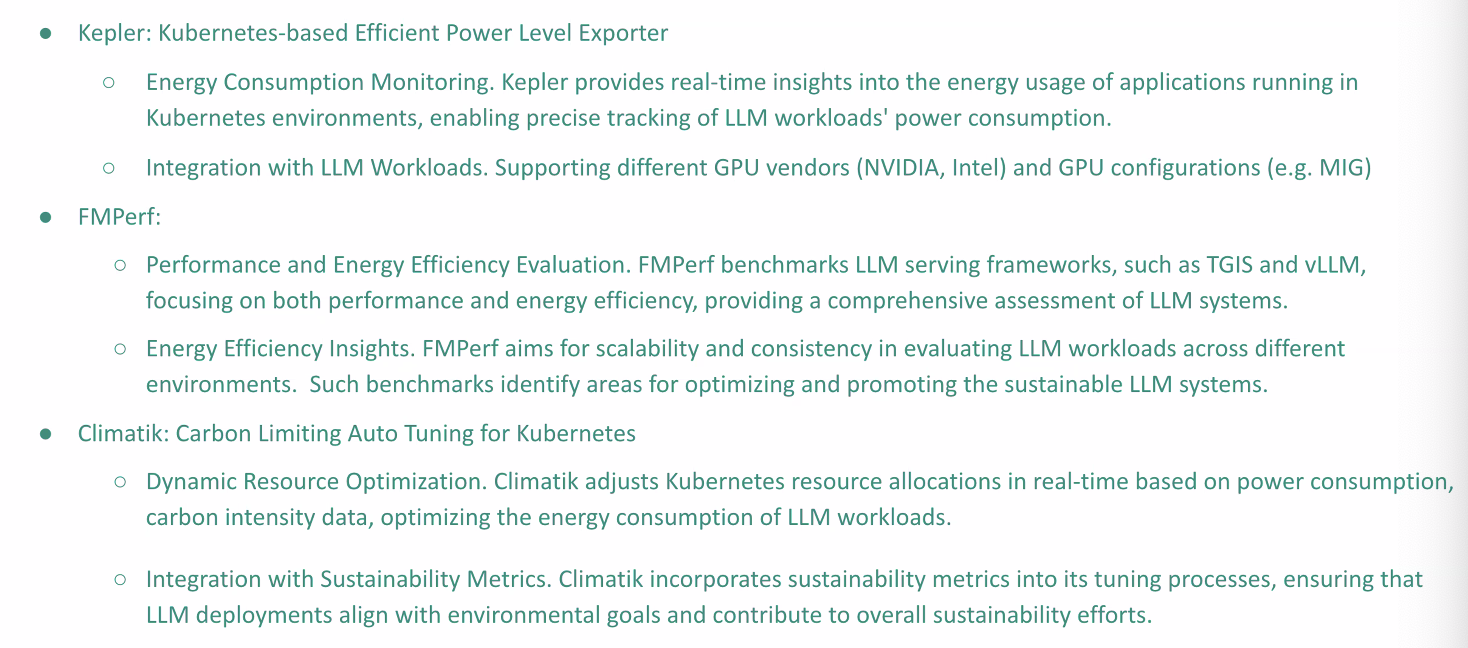 ● Kepler: Kubernetes-based Efficient Power Level Exporter
○ Energy Consumption Monitoring. Kepler provides real-time insights into the energy usage of applications running in
Kubernetes environments, enabling precise tracking of LLM workloads' power consumption.
○ Integration with LLM Workloads. Supporting different GPU vendors (NVIDIA, Intel) and GPU configurations (e.g. MIG)
● FMPerf:
○ Performance and Energy Efficiency Evaluation. FMPerf benchmarks LLM serving frameworks, such as TGIS and vLLM,
focusing on both performance and energy efficiency, providing a comprehensive assessment of LLM systems.
○ Energy Efficiency Insights. FMPerf aims for scalability and consistency in evaluating LLM workloads across different
environments.  Such benchmarks identify areas for optimizing and promoting the sustainable LLM systems.
● Climatik: Carbon Limiting Auto Tuning for Kubernetes
○ Dynamic Resource Optimization. Climatik adjusts Kubernetes resource allocations in real-time based on power consumption,
carbon intensity data, optimizing the energy consumption of LLM workloads.
○ Integration with Sustainability Metrics. Climatik incorporates sustainability metrics into its tuning processes, ensuring that
LLM deployments align with environmental goals and contribute to overall sustainability efforts.